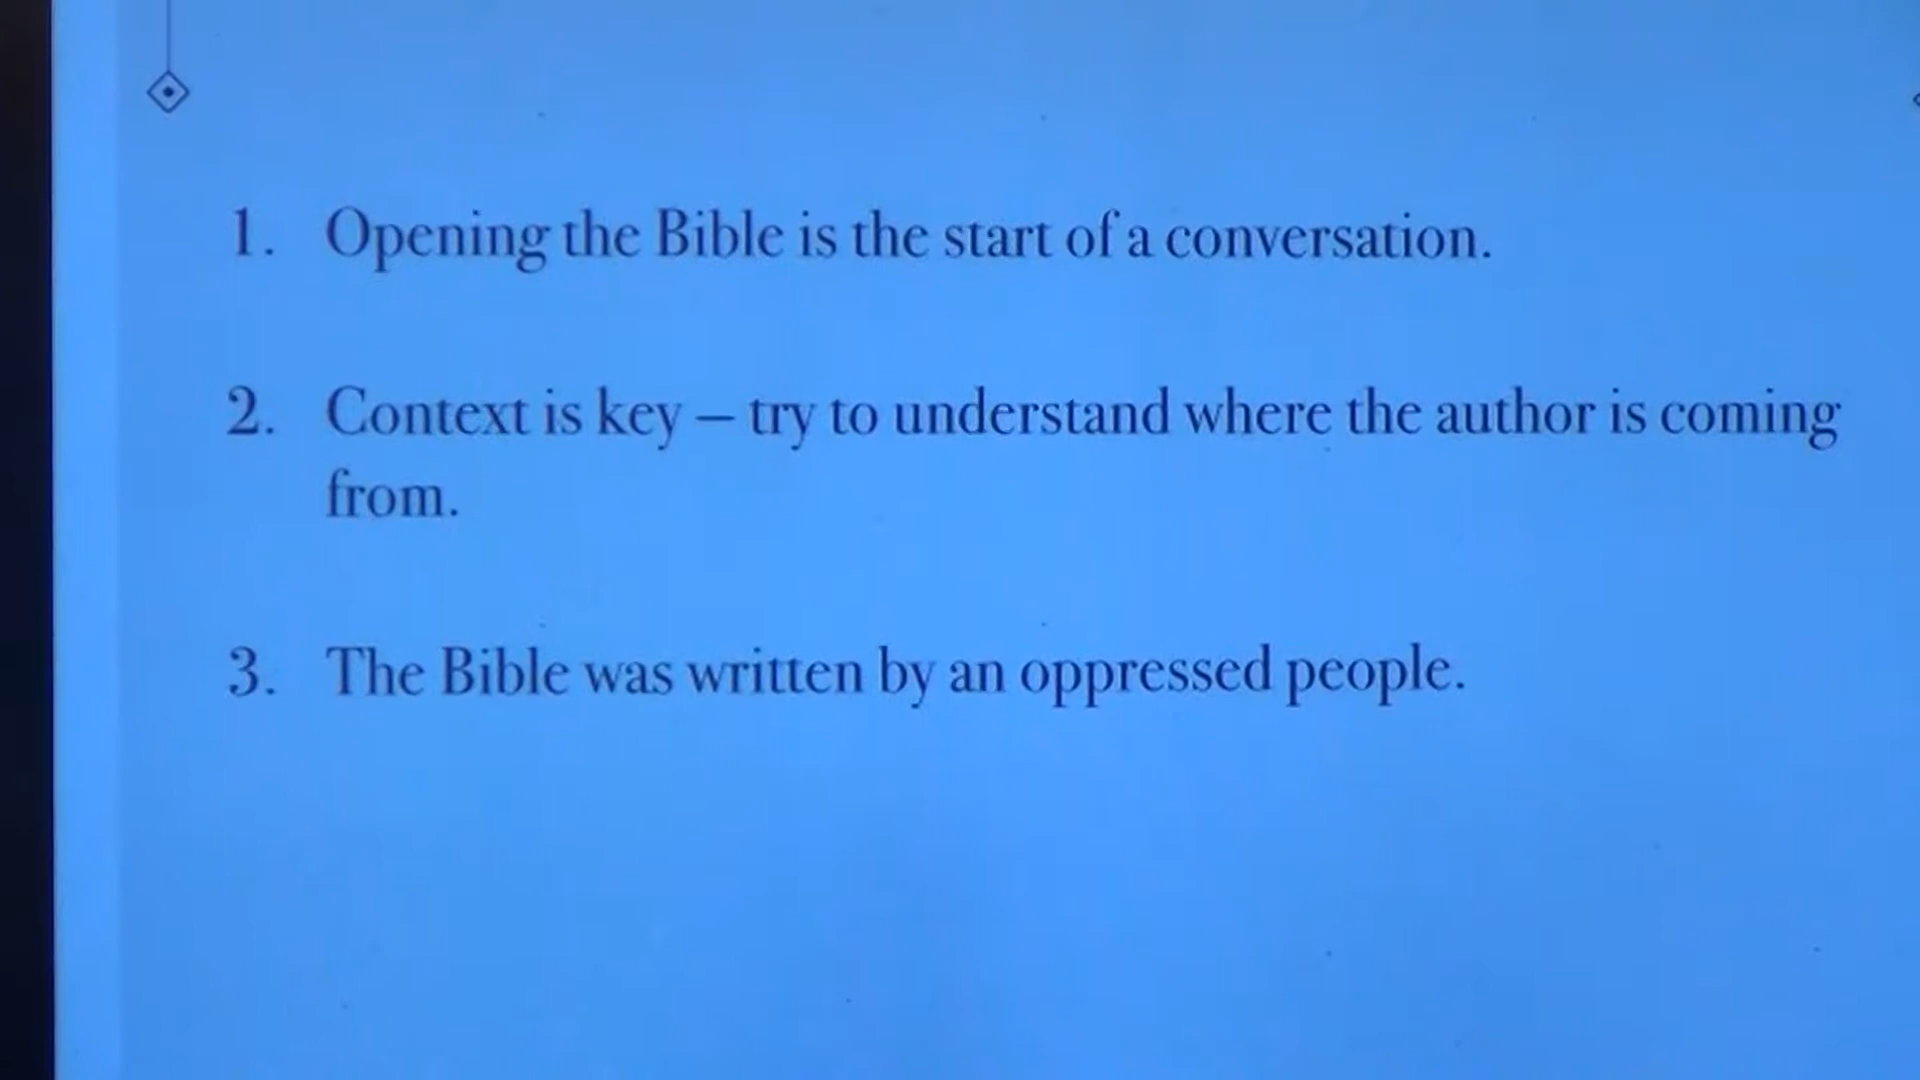 1. Opening the Bible is the start of a conversation.
2. Context is key – try to understand where the author is coming
from.
3. The Bible was written by an oppressed people.